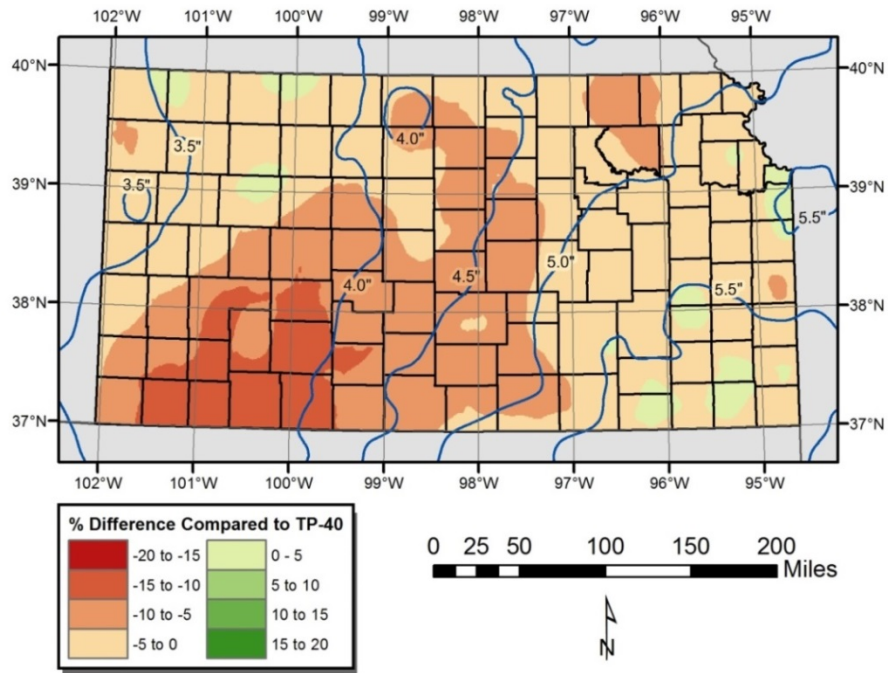 102°W 101°W 100°W 99°W 98°W 97°W 96°W 95°W
40°N 40°N
4.0"
3.5"
39°N 3.5" 39°N
5.5"
4.0" 4.5" 5.0"
5.5"
38°N 38°N
37°N 37°N
102°W 101°W 100°W 99°W 98°W 97°W 96°W 95°W
% Difference Compared to TP-40
-20 to -15 0 - 5
-15 to -10 5 to 10
-10 to -5 10 to 15
-5 to 0 15 to 20
0 25 50 100 150 200
Miles
N